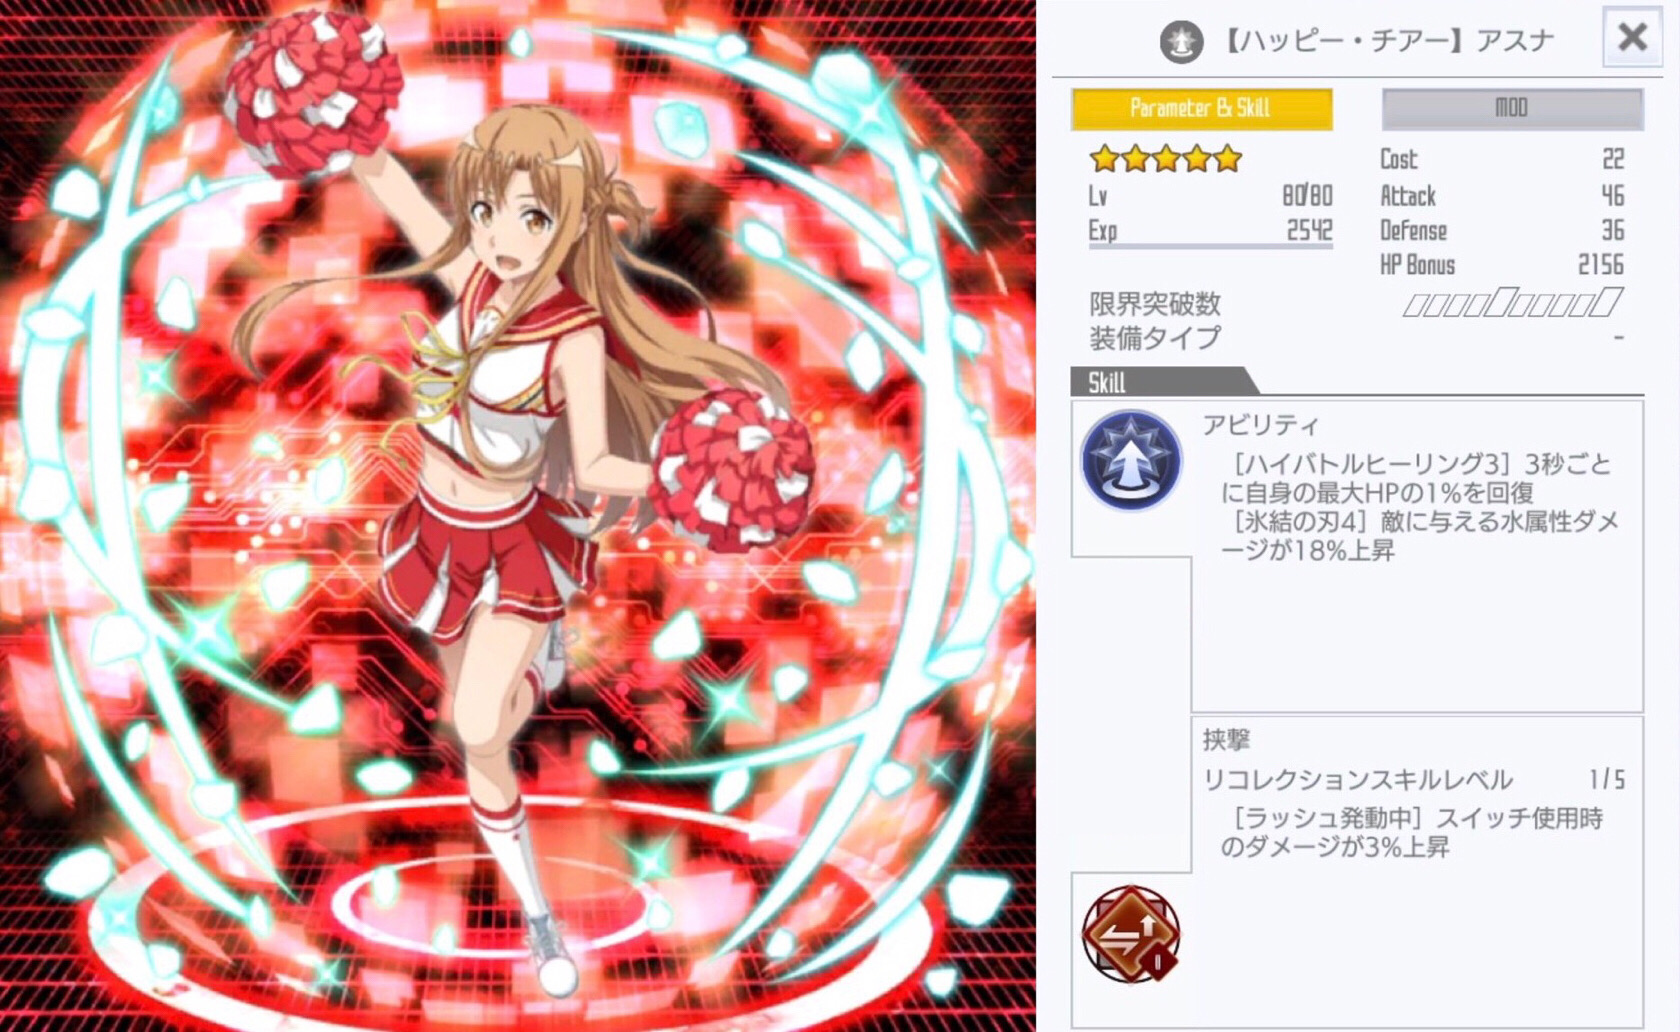 【ハッピー・チアー】アスナ
Parameter & Skill
MOD
Lv 80/80
Exp 2542
Cost 22
Attack 46
Defense 36
HP Bonus 2156
限界突破数
装備タイプ -
Skill
アビリティ
［ハイバトルヒーリング3］3秒ごと
に自身の最大HPの1%を回復
［氷結の刃4］敵に与える水属性ダメ
ージが18%上昇
挟撃
リコレクションスキルレベル 1/5
［ラッシュ発動中］スイッチ使用時
のダメージが3%上昇
II